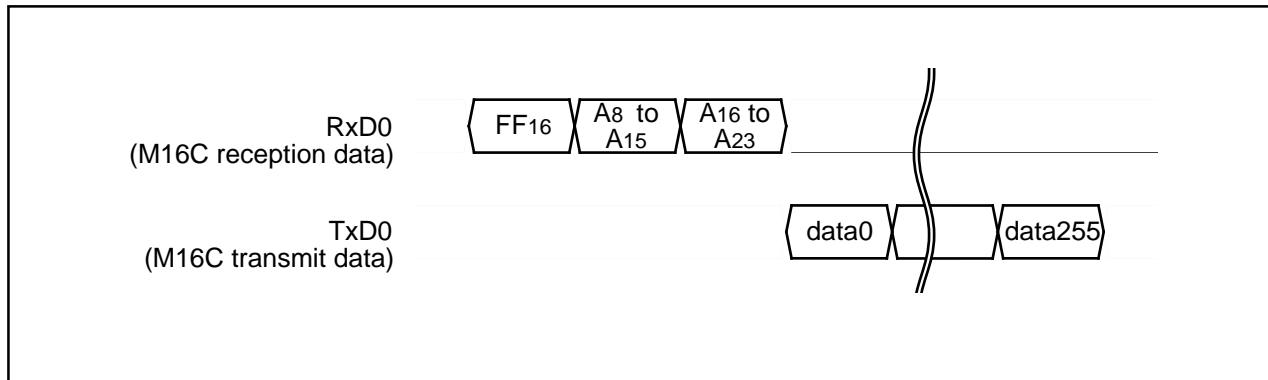 RxD0
(M16C reception data)
FF16
A8 to
A15
A16 to
A23
TxD0
(M16C transmit data)
data0
data255